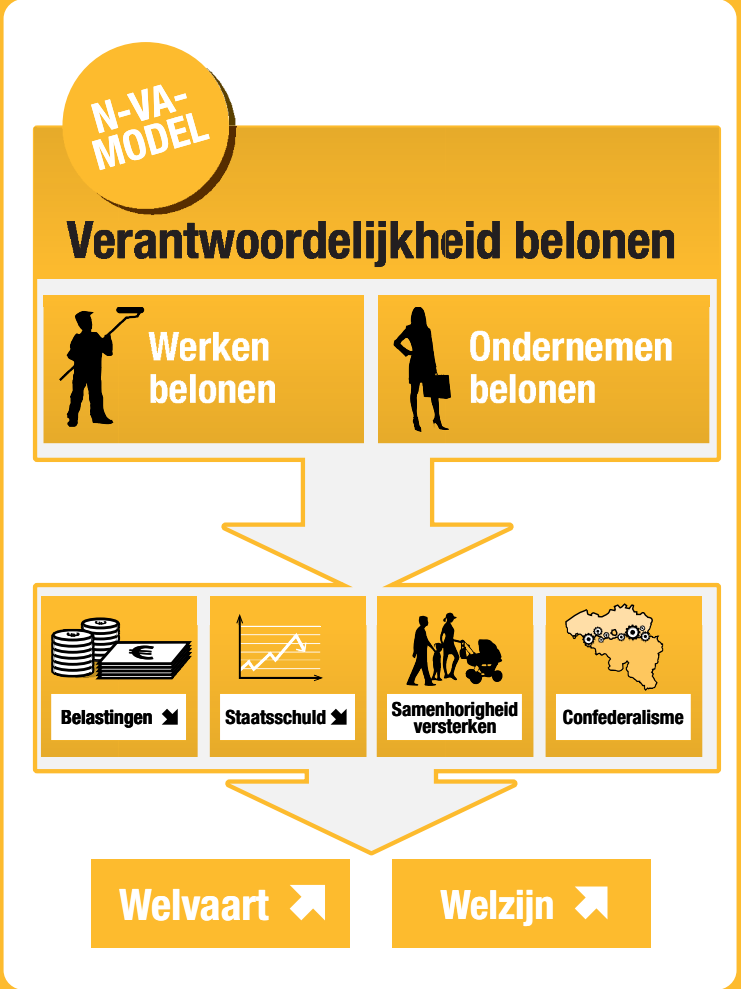 N-VA-
MODEL
Verantwoordelijkheid belonen
Werken
belonen
Ondernemen
belonen
€
Belastingen
Staatsschuld
Samenhorigheid
versterken
Confederalisme
Welvaart
Welzijn